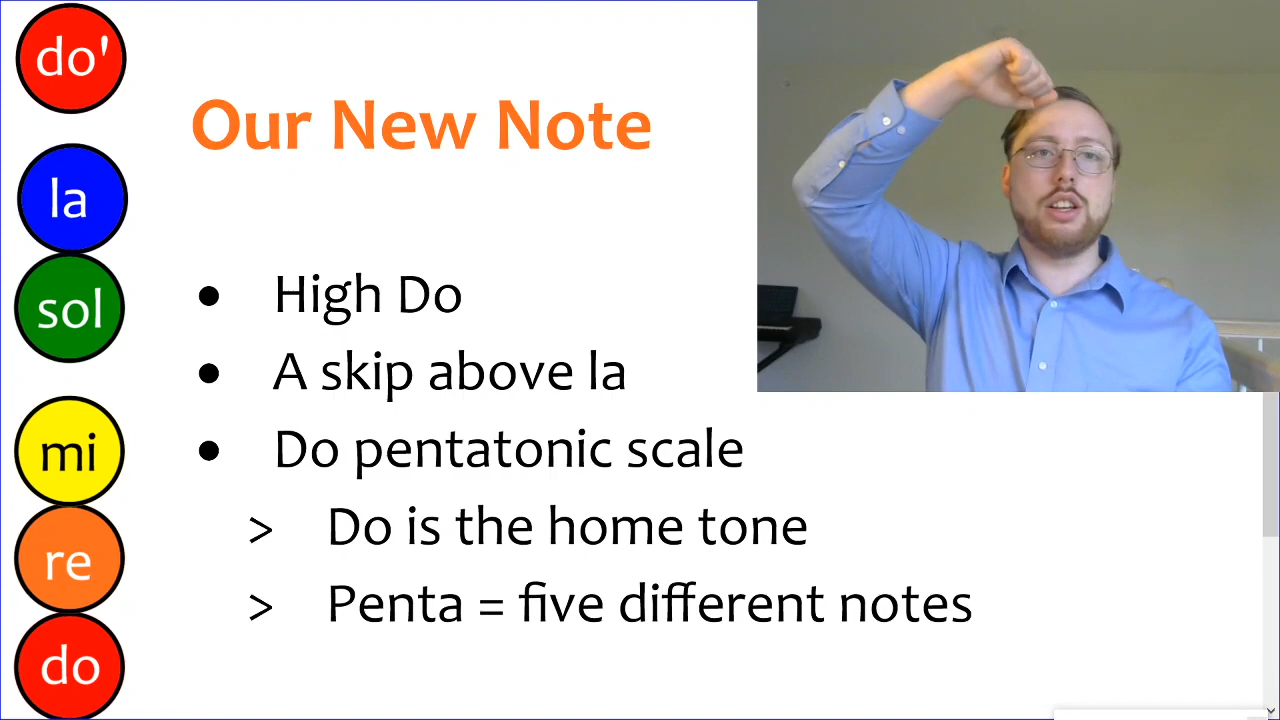 do'
la
sol
mi
re
do
Our New Note
● High Do
● A skip above la
● Do pentatonic scale
> Do is the home tone
> Penta = five different notes